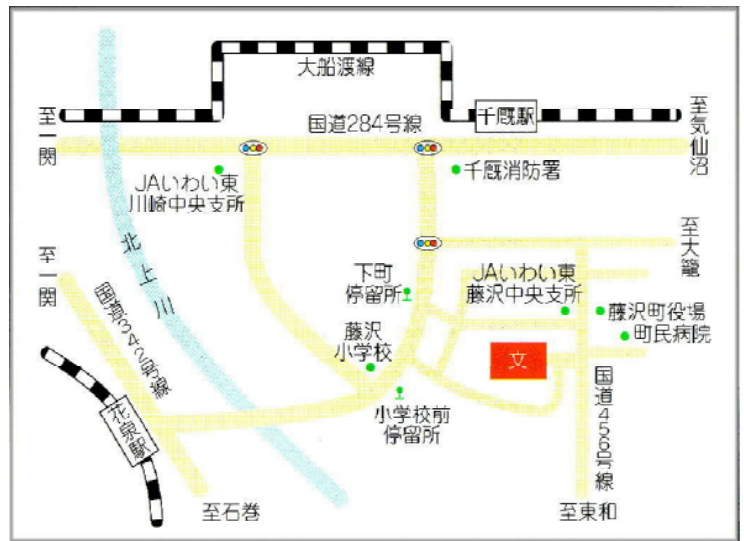 大船渡線
至一関
国道284号線
千厩駅
至気仙沼
JAいわい東
川崎中央支所
千厩消防署
至一関
北上川
国道342号線
下町
停留所
JAいわい東
藤沢中央支所
至大籠
藤沢町役場
町民病院
藤沢
小学校
文
花泉駅
小学校前
停留所
国道456号線
至石巻
至東和